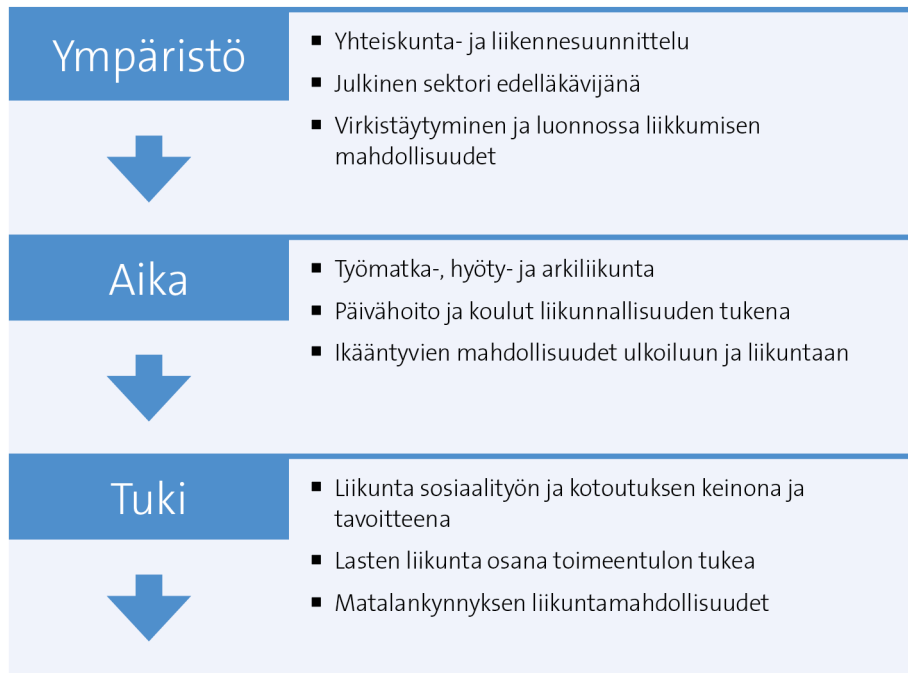 Ympäristö
▪ Yhteiskunta- ja liikennesuunnittelu
▪ Julkinen sektori edelläkävijänä
▪ Virkistäytyminen ja luonnossa liikkumisen
mahdollisuudet
Aika
▪ Työmatka-, hyöty- ja arkiliikunta
▪ Päivähoito ja koulut liikunnallisuuden tukena
▪ Ikääntyvien mahdollisuudet ulkoiluun ja liikuntaan
Tuki
▪ Liikunta sosiaalityön ja kotoutuksen keinona ja
tavoitteena
▪ Lasten liikunta osana toimeentulon tukea
▪ Matalankynnyksen liikuntamahdollisuudet